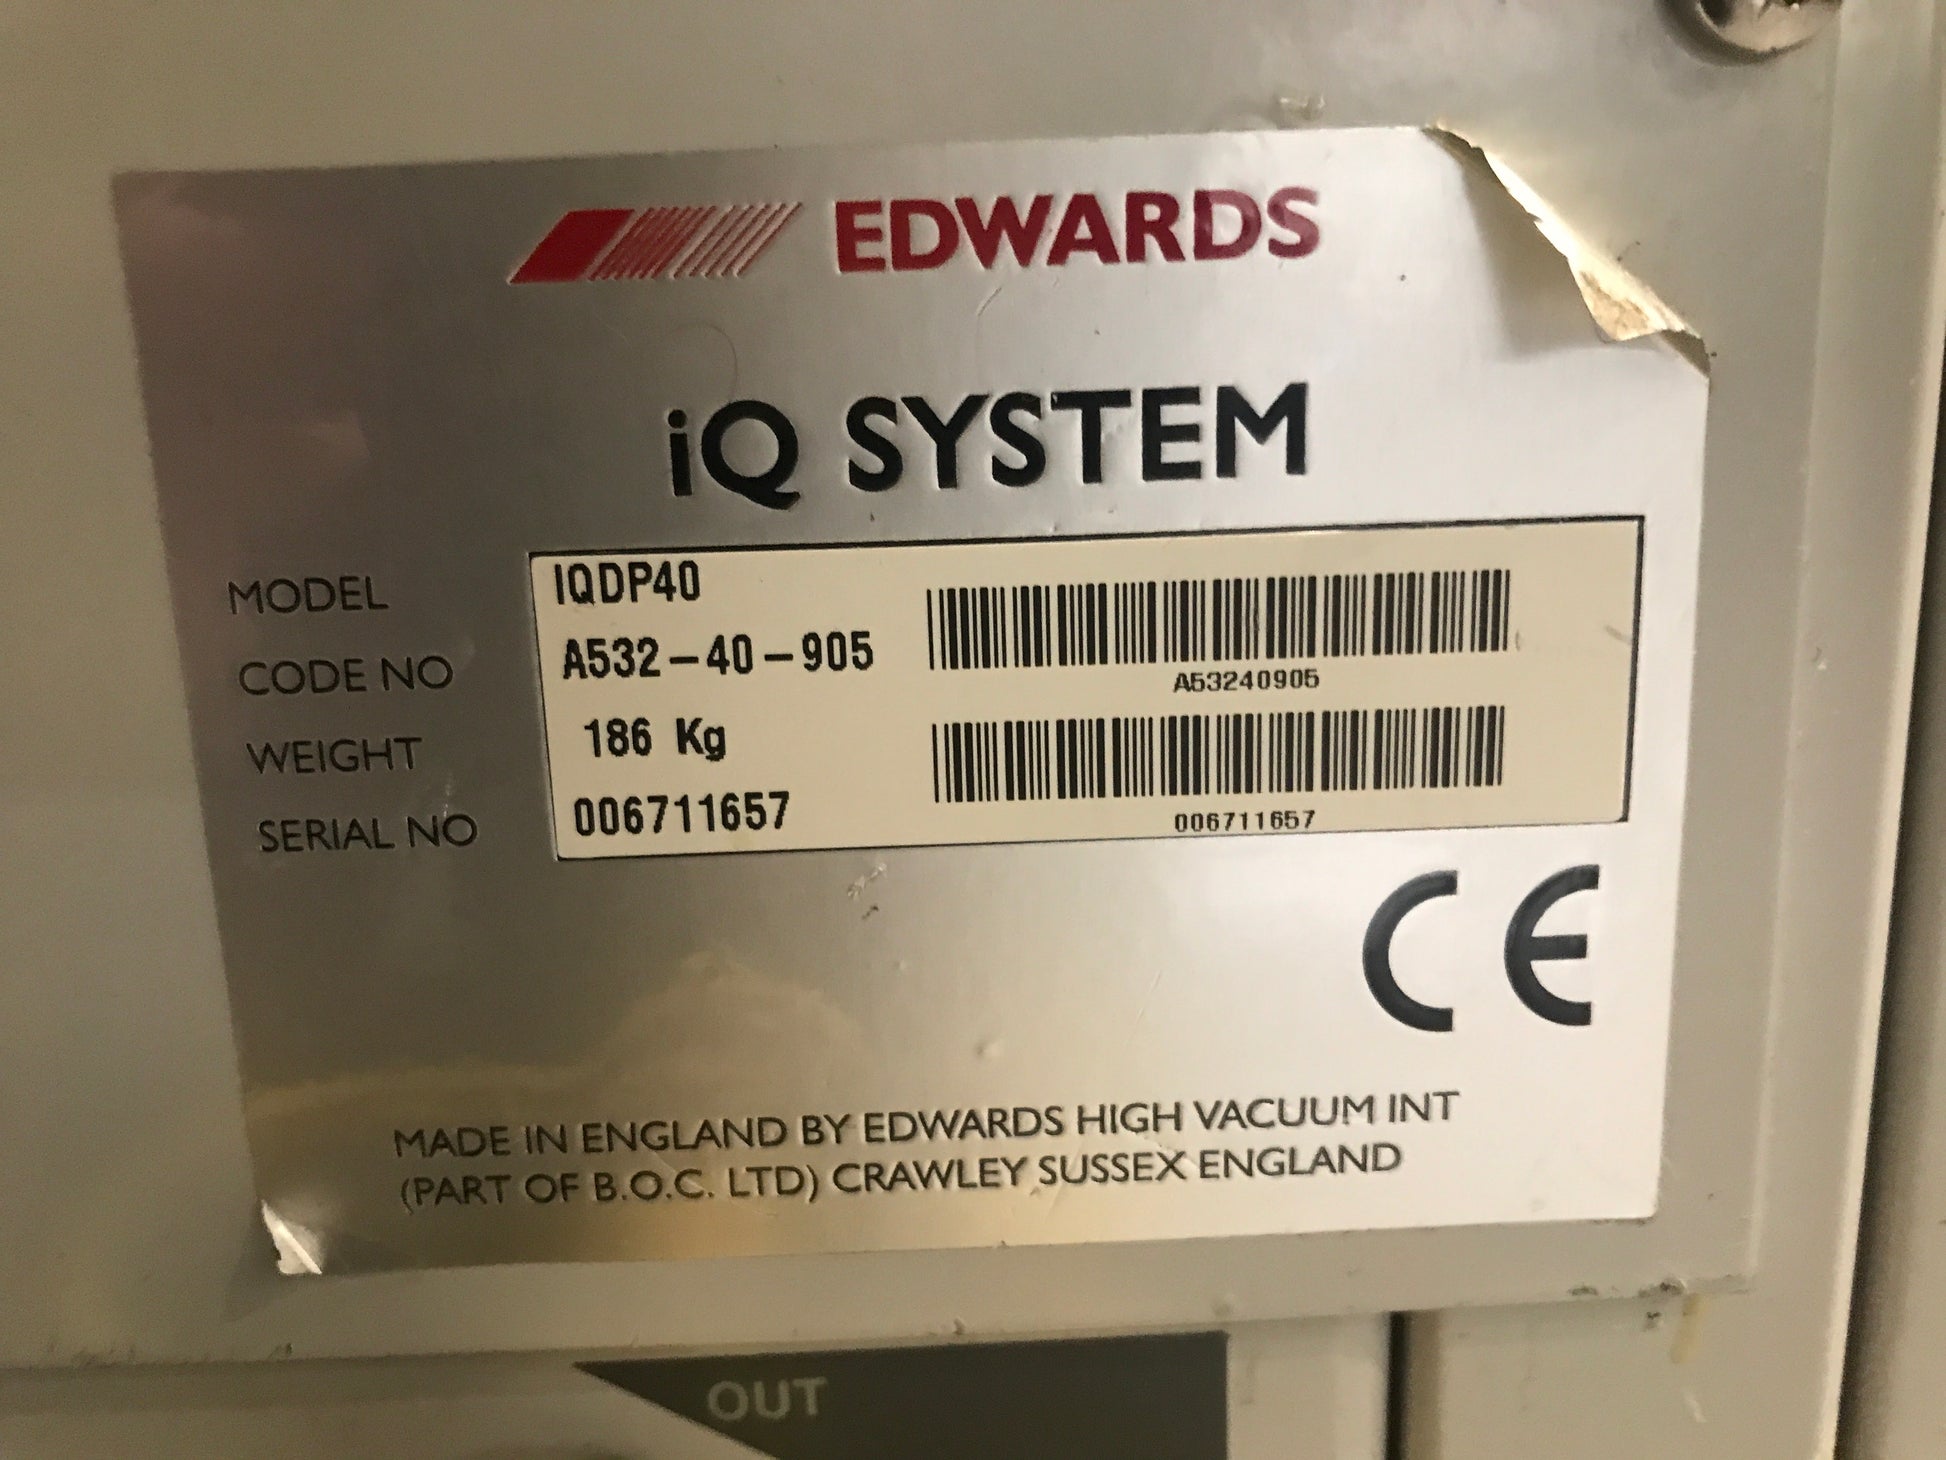 EDWARDS
iQ SYSTEM
MODEL IQDP40
CODE NO A532-40-905
A53240905
WEIGHT 186 Kg
SERIAL NO 006711657
006711657
CE
MADE IN ENGLAND BY EDWARDS HIGH VACUUM INT
(PART OF B.O.C. LTD) CRAWLEY SUSSEX ENGLAND
OUT